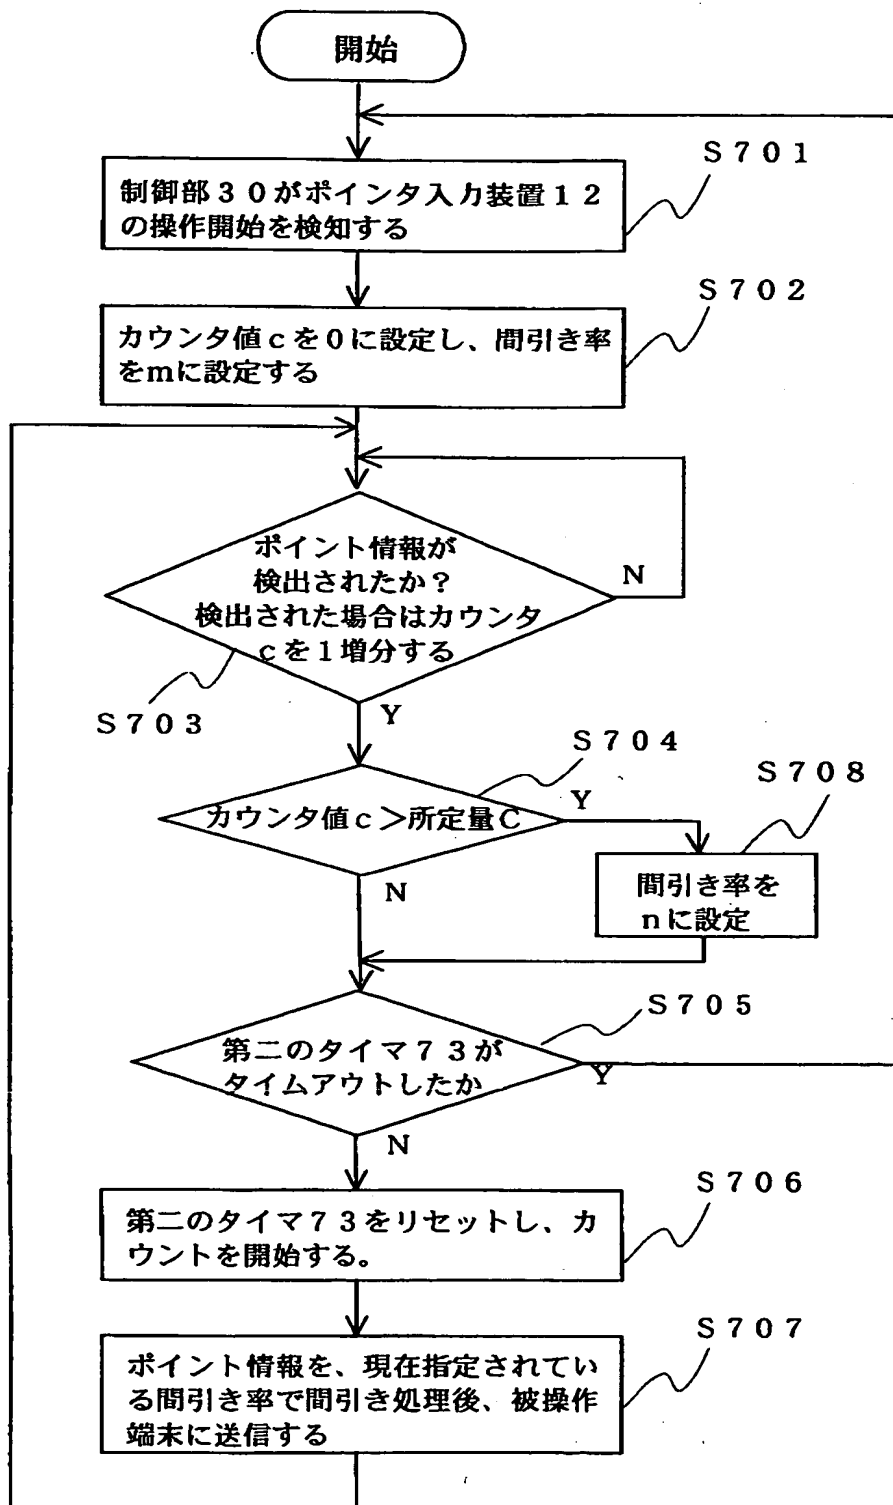 開始
S701
制御部30がポインタ入力装置12
の操作開始を検知する
S702
カウンタ値cを0に設定し、間引き率
をmに設定する
ポイント情報が
検出されたか？
検出された場合はカウンタ
cを1増分する
N
S703
Y
S704
カウンタ値c＞所定量C
Y
S708
間引き率を
nに設定
N
S705
第二のタイマ73が
タイムアウトしたか
Y
N
S706
第二のタイマ73をリセットし、カ
ウントを開始する。
S707
ポイント情報を、現在指定されてい
る間引き率で間引き処理後、被操作
端末に送信する